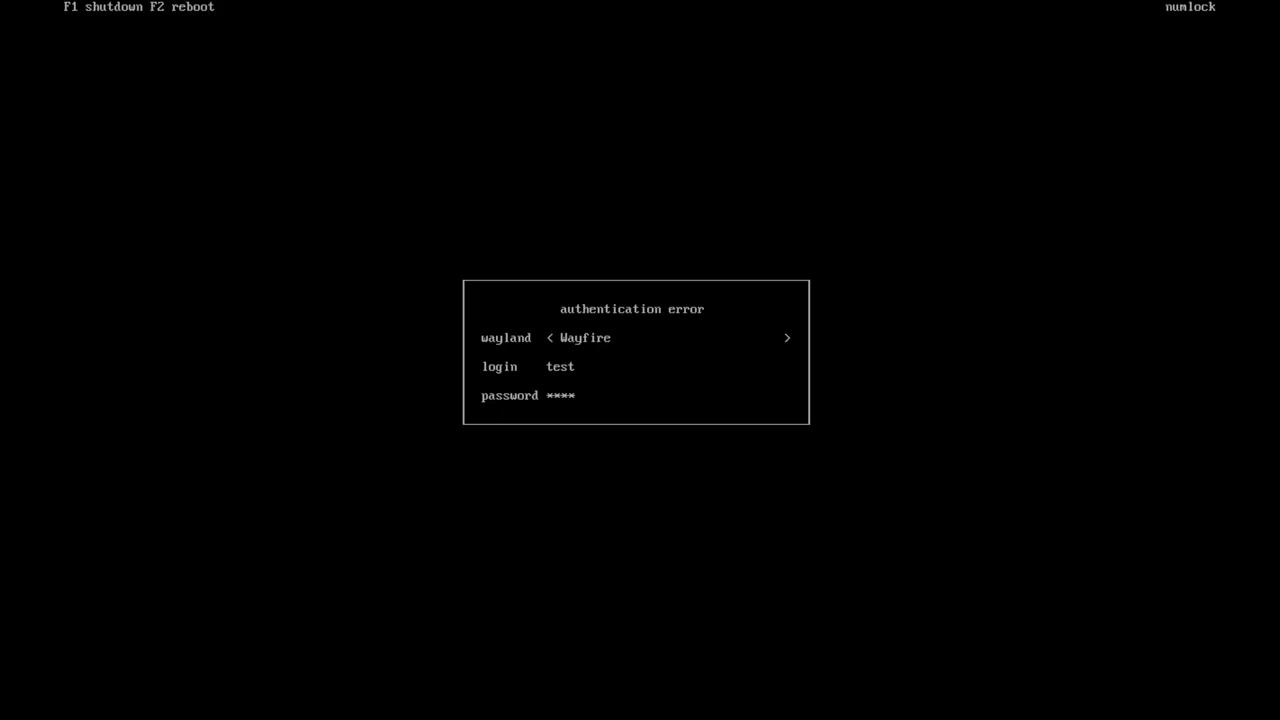 F1 shutdown F2 reboot numlock
authentication error
wayland < Wayfire >
login test
password ****